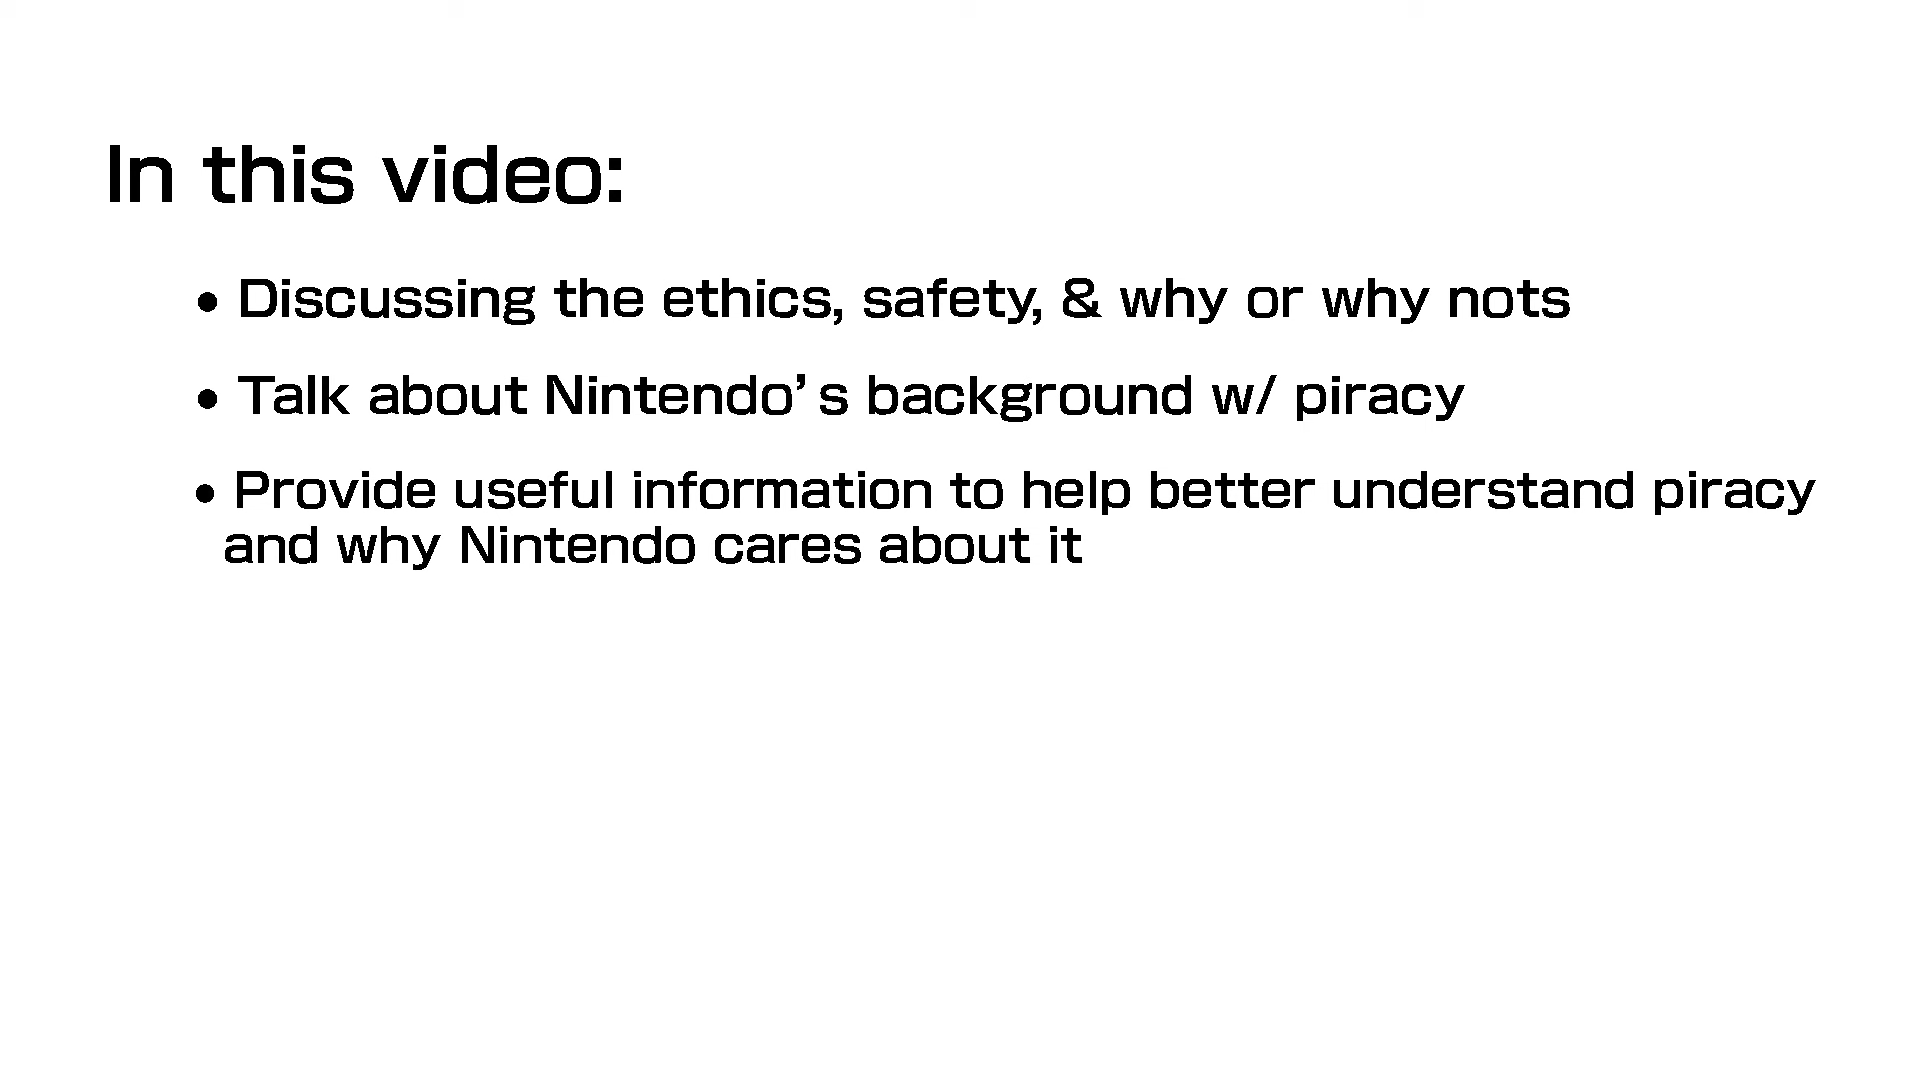 In this video:
• Discussing the ethics, safety, & why or why nots
• Talk about Nintendo’s background w/ piracy
• Provide useful information to help better understand piracy
and why Nintendo cares about it